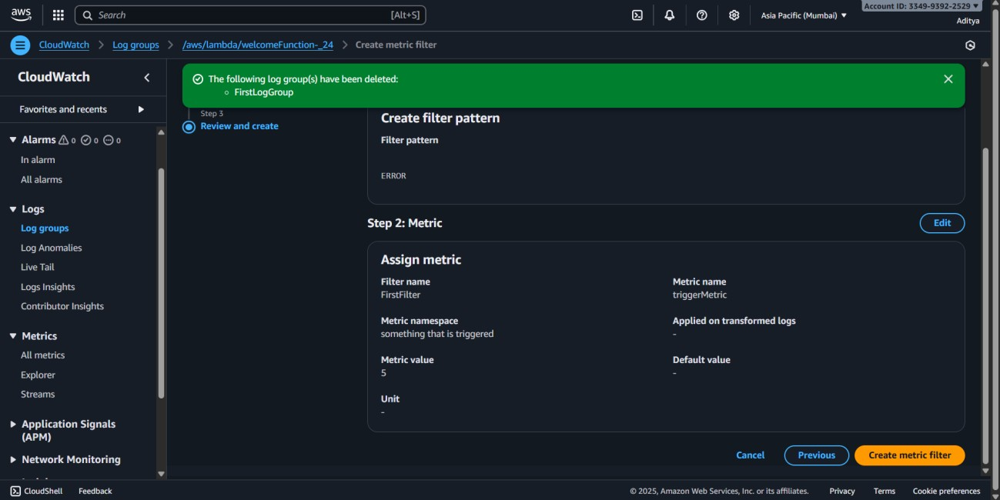 aws
Search
[Alt+S]
Asia Pacific (Mumbai)
Account ID: 3349-9392-2529
Aditya
CloudWatch
Log groups
/aws/lambda/welcomeFunction-_24
Create metric filter
CloudWatch
Favorites and recents
Alarms 0 0 0
In alarm
All alarms
Logs
Log groups
Log Anomalies
Live Tail
Logs Insights
Contributor Insights
Metrics
All metrics
Explorer
Streams
Application Signals
(APM)
Network Monitoring
The following log group(s) have been deleted:
FirstLogGroup
Step 3
Review and create
Create filter pattern
Filter pattern
ERROR
Step 2: Metric
Edit
Assign metric
Filter name
FirstFilter
Metric name
triggerMetric
Metric namespace
something that is triggered
Applied on transformed logs
-
Metric value
5
Default value
-
Unit
-
Cancel
Previous
Create metric filter
CloudShell
Feedback
© 2025, Amazon Web Services, Inc. or its affiliates.
Privacy
Terms
Cookie preferences